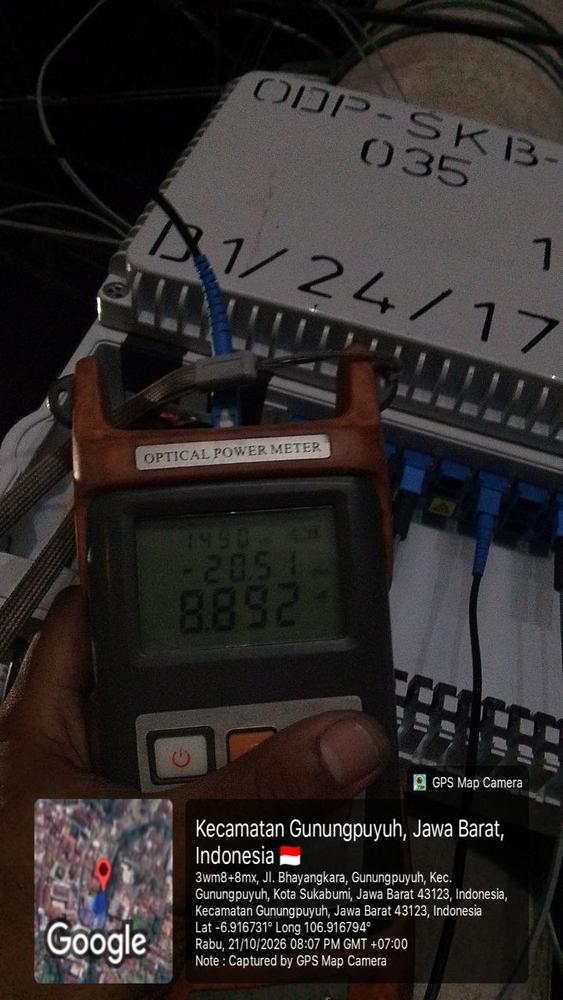 ODP-SKB-
035
1
D1/24/17
OPTICAL POWER METER
1490
-20.51
8.892
GPS Map Camera
Kecamatan Gunungpuyuh, Jawa Barat,
Indonesia 🇮🇩
3wm8+8mx, Jl. Bhayangkara, Gunungpuyuh, Kec.
Gunungpuyuh, Kota Sukabumi, Jawa Barat 43123, Indonesia,
Kecamatan Gunungpuyuh, Jawa Barat 43123, Indonesia
Lat -6.916731° Long 106.916794°
Rabu, 21/10/2026 08:07 PM GMT +07:00
Note : Captured by GPS Map Camera
Google